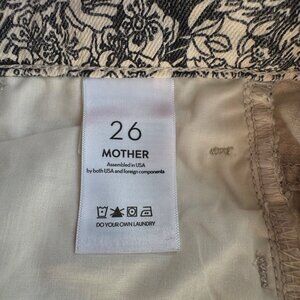 26
MOTHER
Assembled in USA
by both USA and foreign components
DO YOUR OWN LAUNDRY